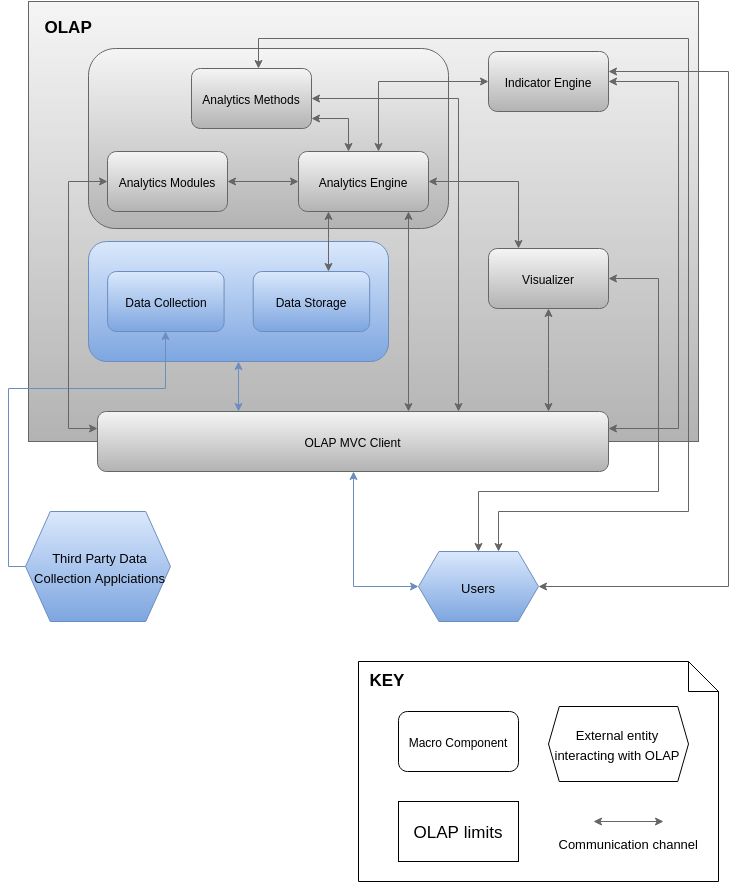 OLAP
Analytics Methods
Indicator Engine
Analytics Modules
Analytics Engine
Data Collection
Data Storage
Visualizer
OLAP MVC Client
Third Party Data
Collection Applciations
Users
KEY
Macro Component
External entity
interacting with OLAP
OLAP limits
Communication channel